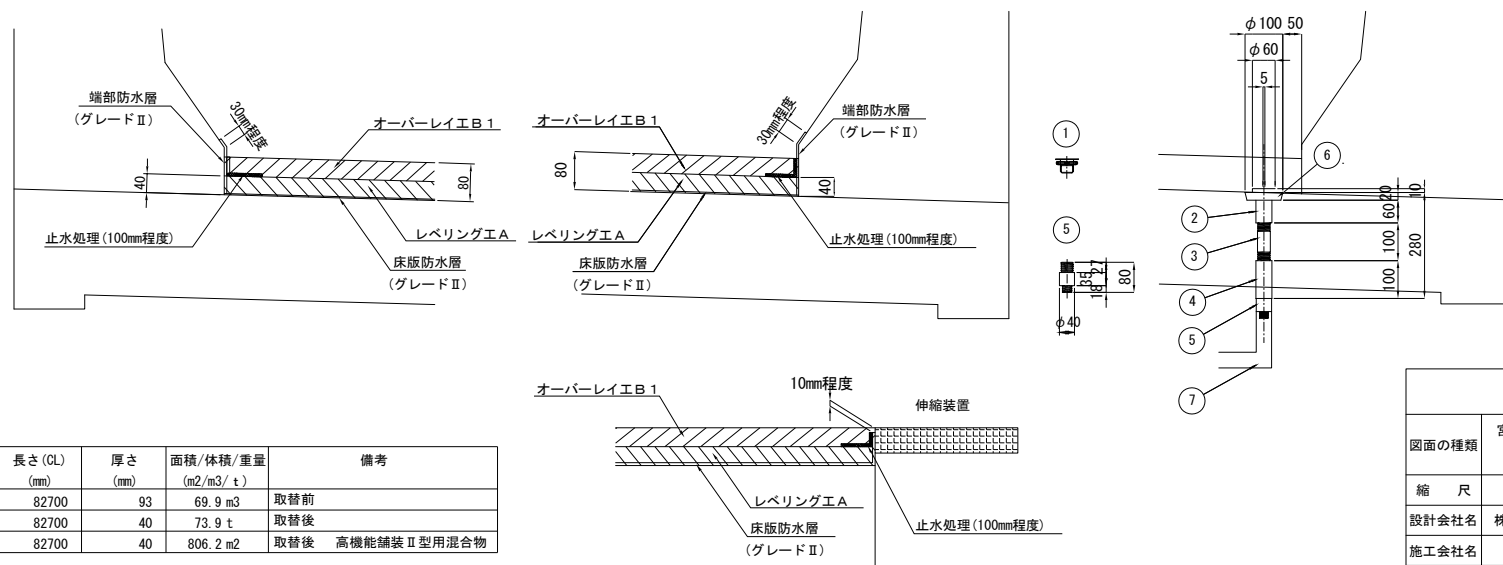 端部防水層
(グレードⅡ)
30mm程度
オーバーレイ工B1
40
80
止水処理(100mm程度)
レベリング工A
床版防水層
(グレードⅡ)
オーバーレイ工B1
30mm程度
端部防水層
(グレードⅡ)
80
40
レベリング工A
止水処理(100mm程度)
床版防水層
(グレードⅡ)
1
5
27
35
18
80
φ40
φ100 50
φ60
5
6
20
10
2
60
3
100
280
4
100
5
7
オーバーレイ工B1
10mm程度
伸縮装置
レベリング工A
床版防水層
(グレードⅡ)
止水処理(100mm程度)
長さ(CL) 厚さ 面積/体積/重量 備考
(mm) (mm) (m2/m3/ t)
82700 93 69.9 m3 取替前
82700 40 73.9 t 取替後
82700 40 806.2 m2 取替後 高機能舗装Ⅱ型用混合物
図面の種類
縮 尺
設計会社名 株
施工会社名